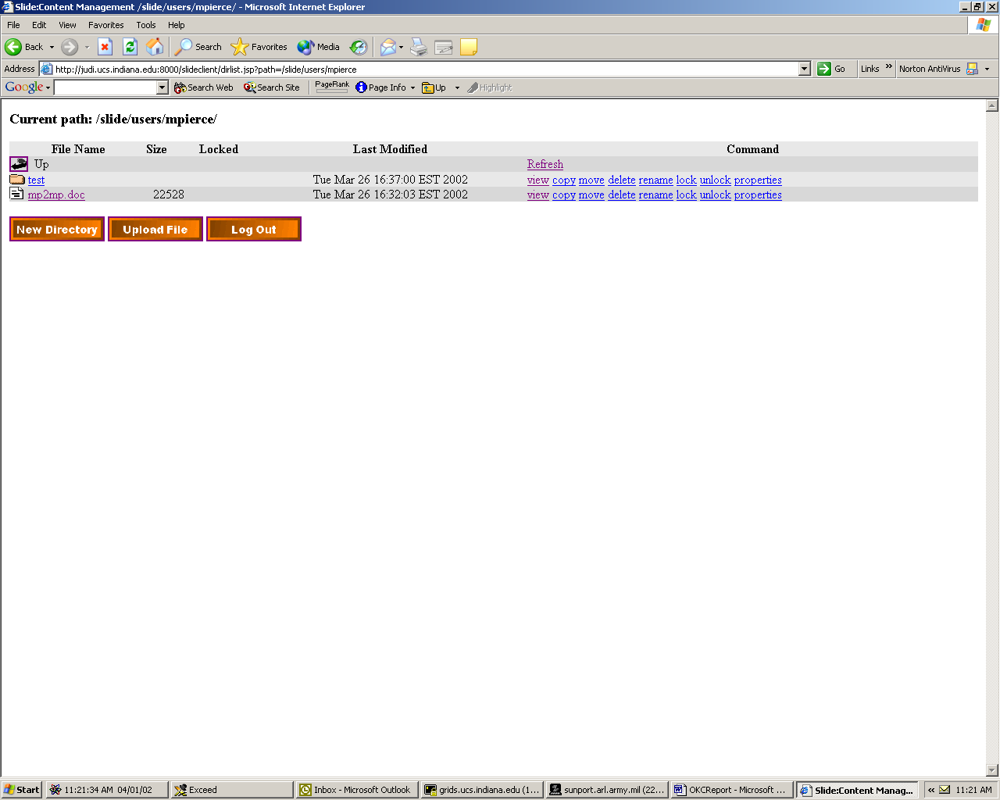 Slide:Content Management /slide/users/mpierce/ - Microsoft Internet Explorer
File Edit View Favorites Tools Help
Back Search Favorites Media
Address http://judi.ucs.indiana.edu:8000/slideclient/dirlist.jsp?path=/slide/users/mpierce Go Links » Norton AntiVirus
Google Search Web Search Site PageRank Page Info Up Highlight
Current path: /slide/users/mpierce/
File Name Size Locked Last Modified Command
Up Refresh
test Tue Mar 26 16:37:00 EST 2002 view copy move delete rename lock unlock properties
mp2mp.doc 22528 Tue Mar 26 16:32:03 EST 2002 view copy move delete rename lock unlock properties
New Directory Upload File Log Out
Start 11:21:34 AM 04/01/02 Exceed Inbox - Microsoft Outlook grids.ucs.indiana.edu (1... sunport.arl.army.mil (22... OKCReport - Microsoft ... Slide:Content Manag... « 11:21 AM